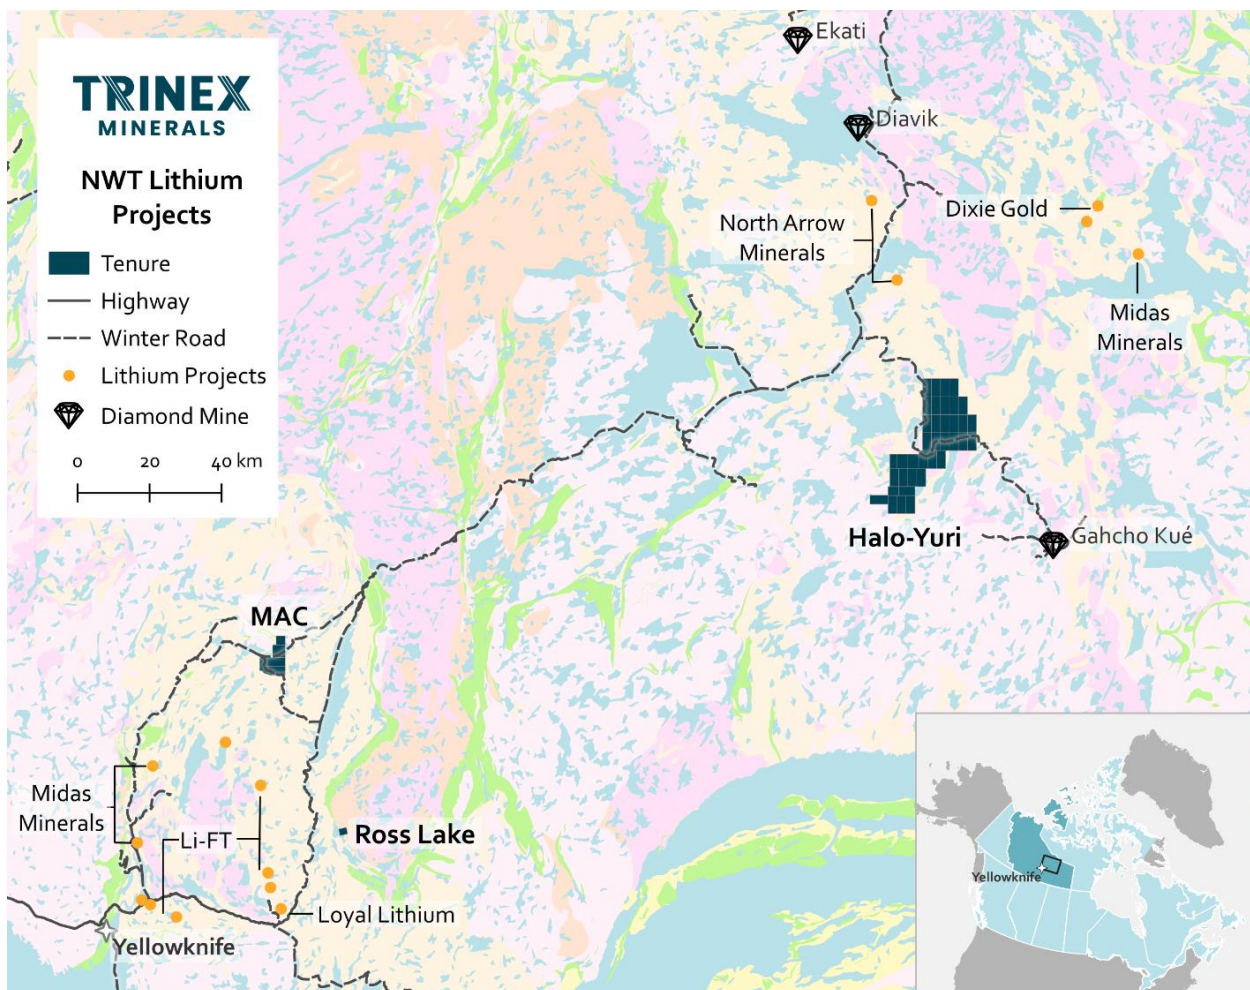 TRINEX
MINERALS
NWT Lithium
Projects
Tenure
Highway
Winter Road
Lithium Projects
Diamond Mine
0 20 40 km
Ekati
Diavik
North Arrow
Minerals
Dixie Gold
Midas
Minerals
Halo-Yuri
Gahcho Kué
MAC
Midas
Minerals
Li-FT
Ross Lake
Loyal Lithium
Yellowknife
Yellowknife